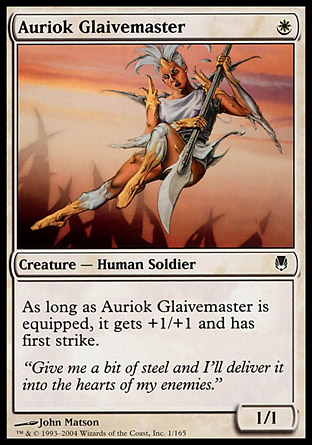 Auriok Glaivemaster
Creature — Human Soldier
As long as Auriok Glaivemaster is
equipped, it gets +1/+1 and has
first strike.
“Give me a bit of steel and I’ll deliver it
into the hearts of my enemies.”
John Matson
™ & © 1993–2004 Wizards of the Coast, Inc. 1/165
1/1